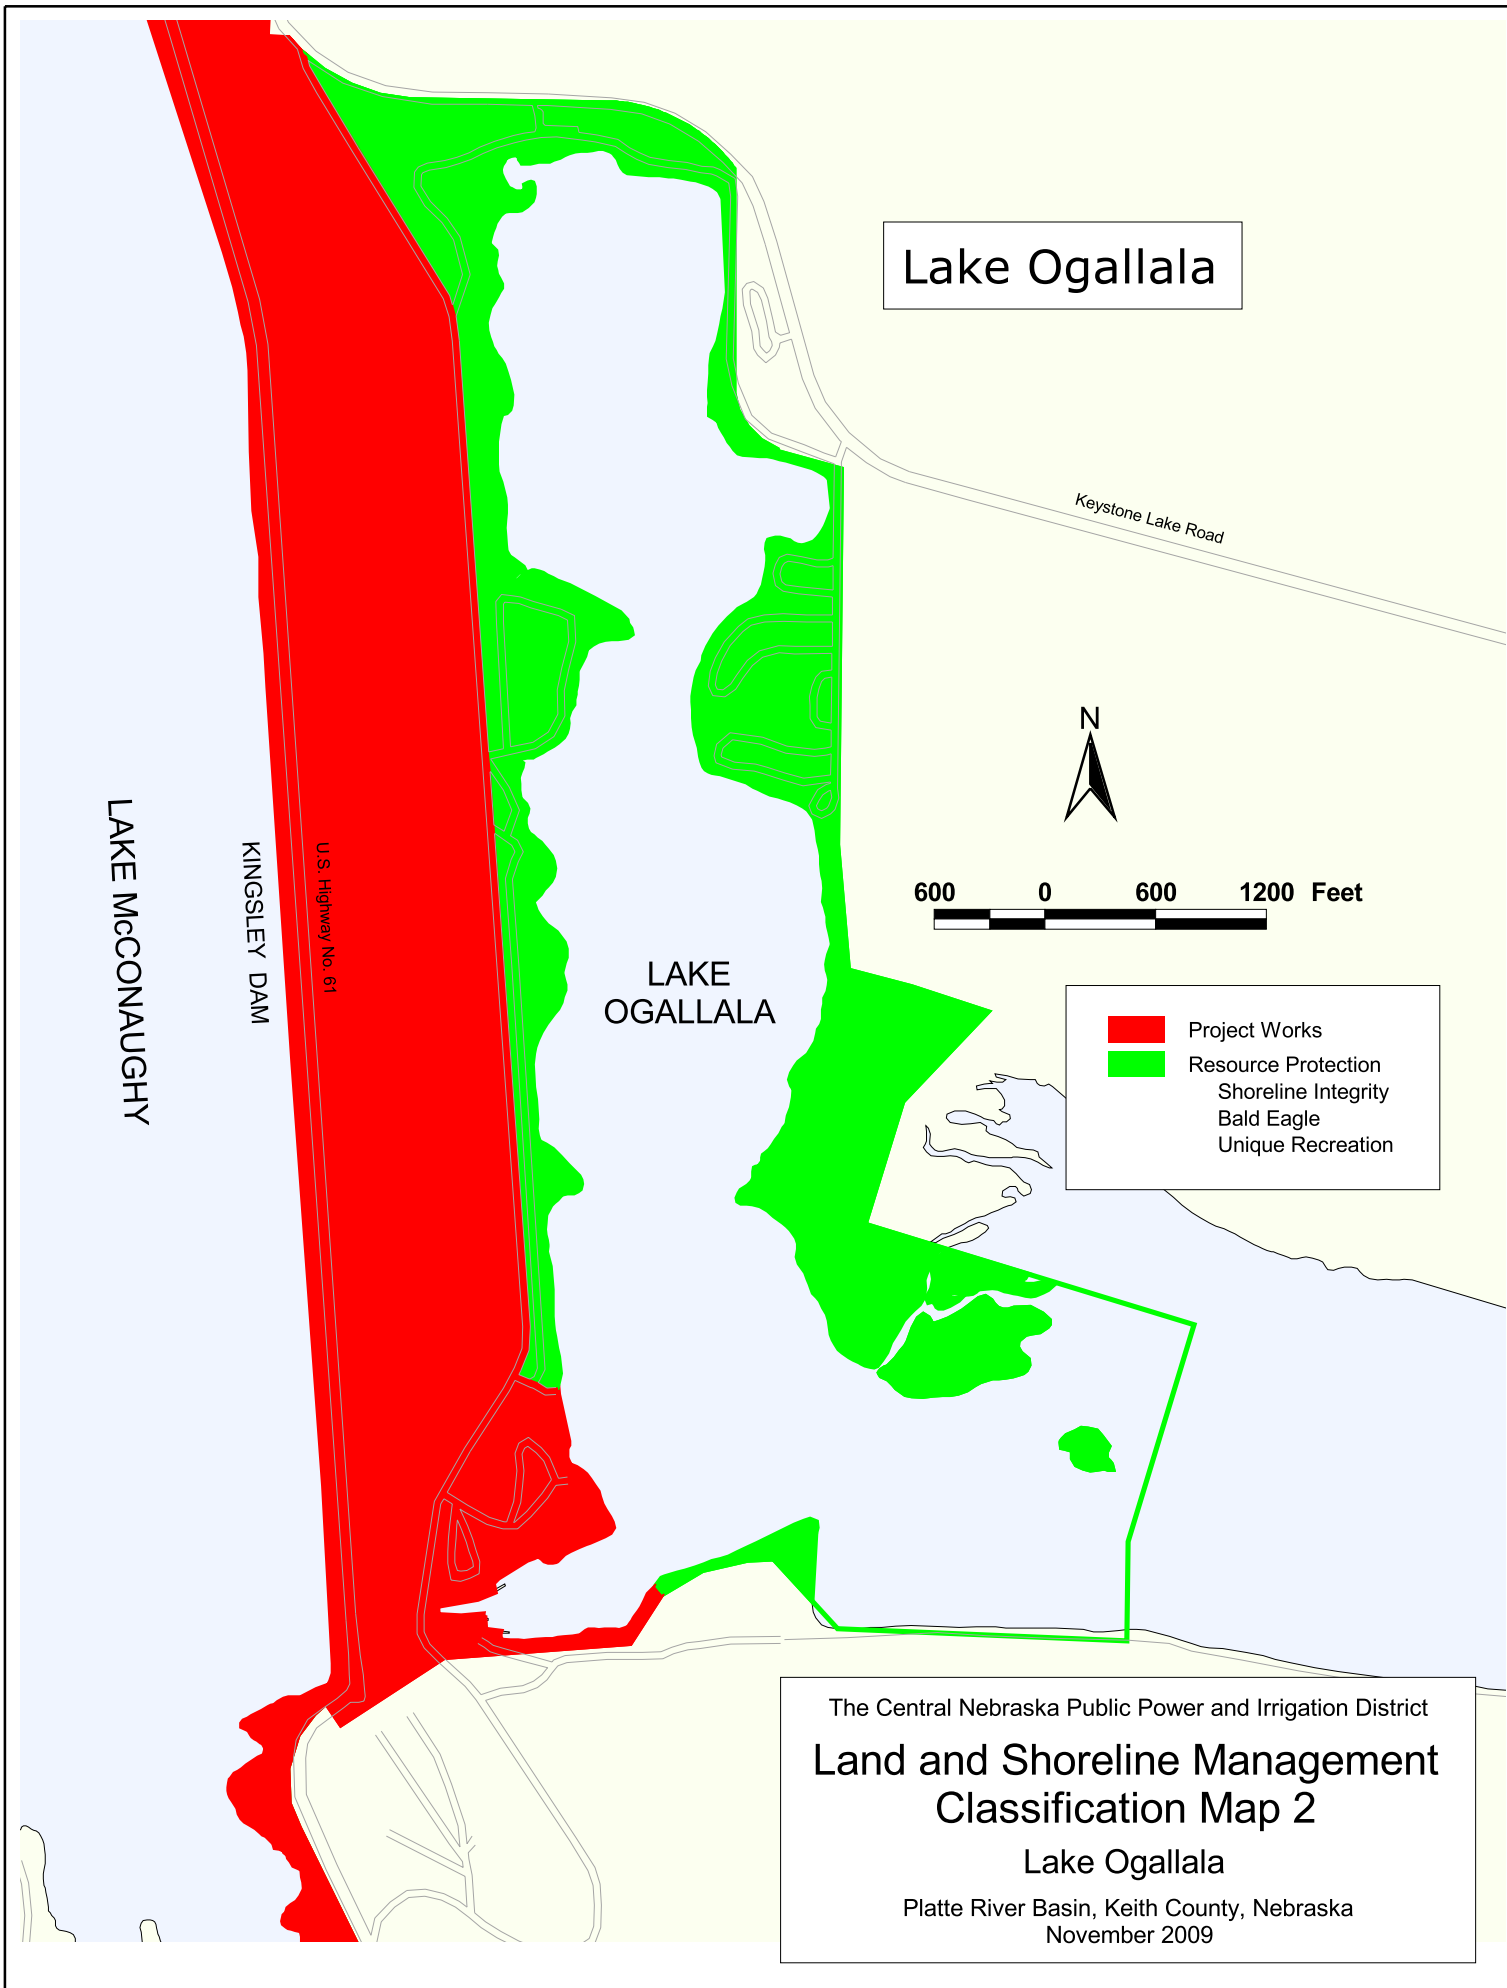 Lake Ogallala
Keystone Lake Road
N
600 0 600 1200 Feet
LAKE McCONAUGHY
KINGSLEY DAM
U.S. Highway No. 61
LAKE
OGALLALA
Project Works
Resource Protection
Shoreline Integrity
Bald Eagle
Unique Recreation
The Central Nebraska Public Power and Irrigation District
Land and Shoreline Management
Classification Map 2
Lake Ogallala
Platte River Basin, Keith County, Nebraska
November 2009